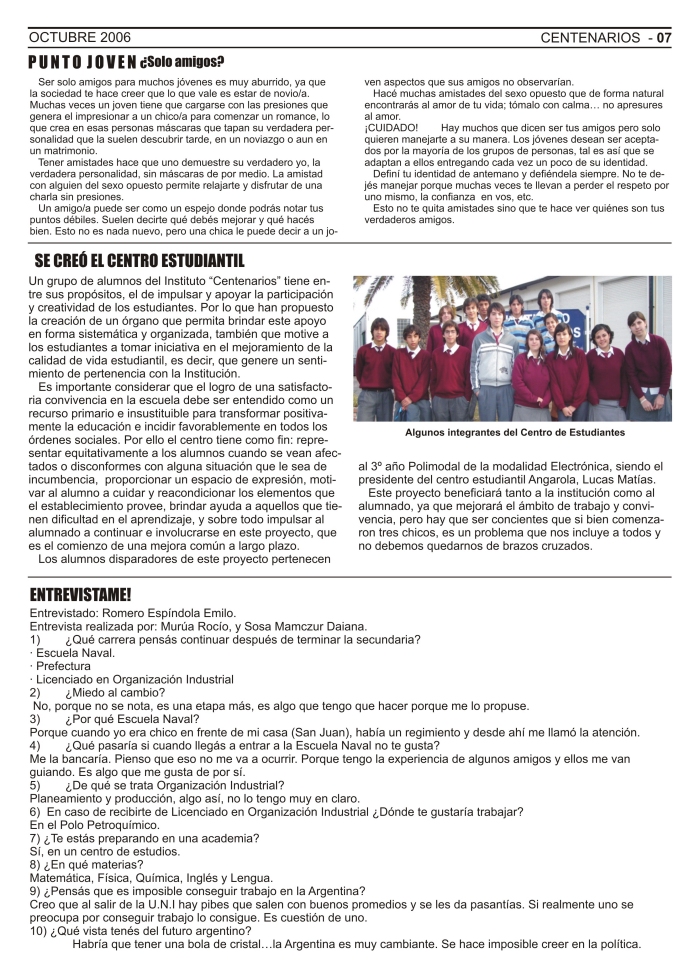 OCTUBRE 2006
CENTENARIOS - 07
PUNTO JOVEN ¿Solo amigos?
Ser solo amigos para muchos jóvenes es muy aburrido, ya que
la sociedad te hace creer que lo que vale es estar de novio/a.
Muchas veces un joven tiene que cargarse con las presiones que
genera el impresionar a un chico/a para comenzar un romance, lo
que crea en esas personas máscaras que tapan su verdadera per-
sonalidad que la suelen descubrir tarde, en un noviazgo o aun en
un matrimonio.
Tener amistades hace que uno demuestre su verdadero yo, la
verdadera personalidad, sin máscaras de por medio. La amistad
con alguien del sexo opuesto permite relajarte y disfrutar de una
charla sin presiones.
Un amigo/a puede ser como un espejo donde podrás notar tus
puntos débiles. Suelen decirte qué debés mejorar y qué hacés
bien. Esto no es nada nuevo, pero una chica le puede decir a un jo-
ven aspectos que sus amigos no observarían.
Hacé muchas amistades del sexo opuesto que de forma natural
encontrarás al amor de tu vida; tómalo con calma… no apresures
al amor.
¡CUIDADO! Hay muchos que dicen ser tus amigos pero solo
quieren manejarte a su manera. Los jóvenes desean ser acepta-
dos por la mayoría de los grupos de personas, tal es así que se
adaptan a ellos entregando cada vez un poco de su identidad.
Definí tu identidad de antemano y defiéndela siempre. No te de-
jés manejar porque muchas veces te llevan a perder el respeto por
uno mismo, la confianza en vos, etc.
Esto no te quita amistades sino que te hace ver quiénes son tus
verdaderos amigos.
SE CREÓ EL CENTRO ESTUDIANTIL
Un grupo de alumnos del Instituto “Centenarios” tiene en-
tre sus propósitos, el de impulsar y apoyar la participación
y creatividad de los estudiantes. Por lo que han propuesto
la creación de un órgano que permita brindar este apoyo
en forma sistemática y organizada, también que motive a
los estudiantes a tomar iniciativa en el mejoramiento de la
calidad de vida estudiantil, es decir, que genere un senti-
miento de pertenencia con la Institución.
Es importante considerar que el logro de una satisfacto-
ria convivencia en la escuela debe ser entendido como un
recurso primario e insustituible para transformar positiva-
mente la educación e incidir favorablemente en todos los
órdenes sociales. Por ello el centro tiene como fin: repre-
sentar equitativamente a los alumnos cuando se vean afec-
tados o disconformes con alguna situación que le sea de
incumbencia, proporcionar un espacio de expresión, moti-
var al alumno a cuidar y reacondicionar los elementos que
el establecimiento provee, brindar ayuda a aquellos que tie-
nen dificultad en el aprendizaje, y sobre todo impulsar al
alumnado a continuar e involucrarse en este proyecto, que
es el comienzo de una mejora común a largo plazo.
Los alumnos disparadores de este proyecto pertenecen
Algunos integrantes del Centro de Estudiantes
al 3º año Polimodal de la modalidad Electrónica, siendo el
presidente del centro estudiantil Angarola, Lucas Matías.
Este proyecto beneficiará tanto a la institución como al
alumnado, ya que mejorará el ámbito de trabajo y convi-
vencia, pero hay que ser concientes que si bien comenza-
ron tres chicos, es un problema que nos incluye a todos y
no debemos quedarnos de brazos cruzados.
ENTREVISTAME!
Entrevistado: Romero Espíndola Emilo.
Entrevista realizada por: Murúa Rocío, y Sosa Mamczur Daiana.
1) ¿Qué carrera pensás continuar después de terminar la secundaria?
· Escuela Naval.
· Prefectura
· Licenciado en Organización Industrial
2) ¿Miedo al cambio?
No, porque no se nota, es una etapa más, es algo que tengo que hacer porque me lo propuse.
3) ¿Por qué Escuela Naval?
Porque cuando yo era chico en frente de mi casa (San Juan), había un regimiento y desde ahí me llamó la atención.
4) ¿Qué pasaría si cuando llegás a entrar a la Escuela Naval no te gusta?
Me la bancaría. Pienso que eso no me va a ocurrir. Porque tengo la experiencia de algunos amigos y ellos me van
guiando. Es algo que me gusta de por sí.
5) ¿De qué se trata Organización Industrial?
Planeamiento y producción, algo así, no lo tengo muy en claro.
6) En caso de recibirte de Licenciado en Organización Industrial ¿Dónde te gustaría trabajar?
En el Polo Petroquímico.
7) ¿Te estás preparando en una academia?
Sí, en un centro de estudios.
8) ¿En qué materias?
Matemática, Física, Química, Inglés y Lengua.
9) ¿Pensás que es imposible conseguir trabajo en la Argentina?
Creo que al salir de la U.N.I hay pibes que salen con buenos promedios y se les da pasantías. Si realmente uno se
preocupa por conseguir trabajo lo consigue. Es cuestión de uno.
10) ¿Qué vista tenés del futuro argentino?
Habría que tener una bola de cristal…la Argentina es muy cambiante. Se hace imposible creer en la política.